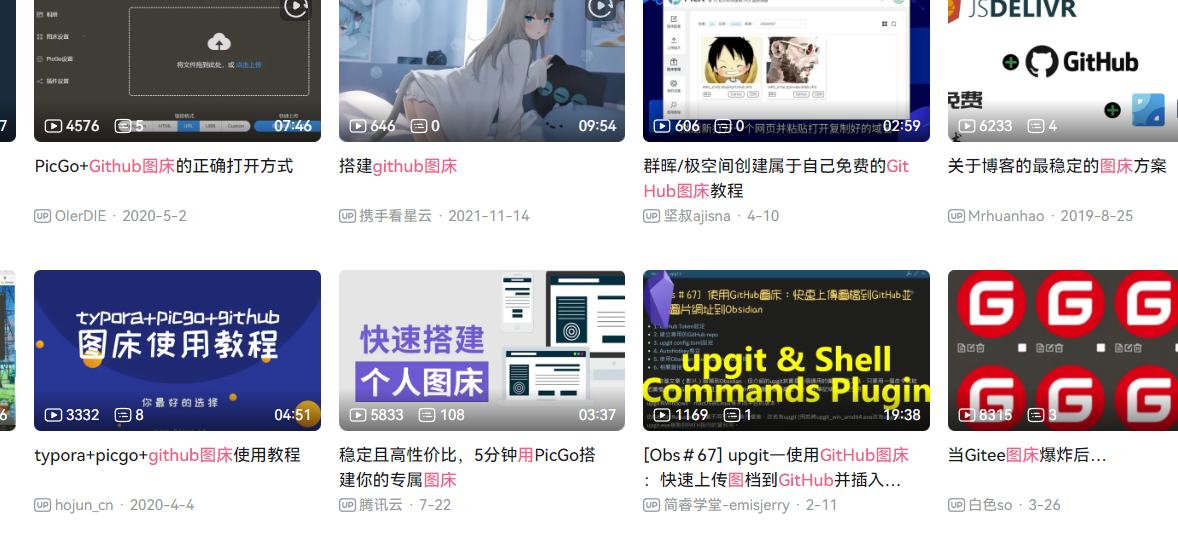 相册
图床设置
PicGo设置
插件设置
将文件拖到此处，或 点击上传
链接格式
HTML URL UBB Custom
7
4576 5 07:46
646 0 09:54
606 0 个网页并粘贴打开复制好的域名 02:59
JSDELIVR
GitHub
免费
6233 4
PicGo+Github图床的正确打开方式
搭建github图床
群晖/极空间创建属于自己免费的Git
Hub图床教程
关于博客的最稳定的图床方案
UP OlerDIE · 2020-5-2
UP 携手看星云 · 2021-11-14
UP 坚叔ajisna · 4-10
UP Mrhuanhao · 2019-8-25
typora+picgo+github
图床使用教程
你最好的选择
6
3332 8 04:51
快速搭建
个人图床
5833 108 03:37
[Obs#67] 使用GitHub圖床：快速上傳圖檔到GitHub並
圖片網址到Obsidian
upgit & Shell
Commands Plugin
1169 1 19:38
G G G
G G G
8315 3
typora+picgo+github图床使用教程
稳定且高性价比，5分钟用PicGo搭
建你的专属图床
[Obs＃67] upgit—使用GitHub图床
：快速上传图档到GitHub并插入...
当Gitee图床爆炸后...
UP hojun_cn · 2020-4-4
UP 腾讯云 · 7-22
UP 简睿学堂-emisjerry · 2-11
UP 白色so · 3-26